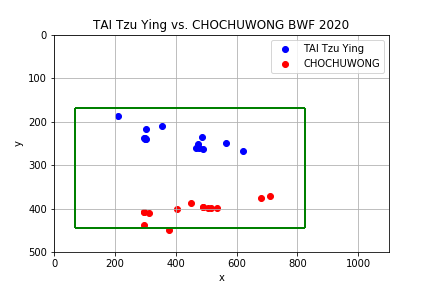 TAI Tzu Ying vs. CHOCHUWONG BWF 2020
TAI Tzu Ying
CHOCHUWONG
0
100
200
300
400
500
y
0 200 400 600 800 1000
x